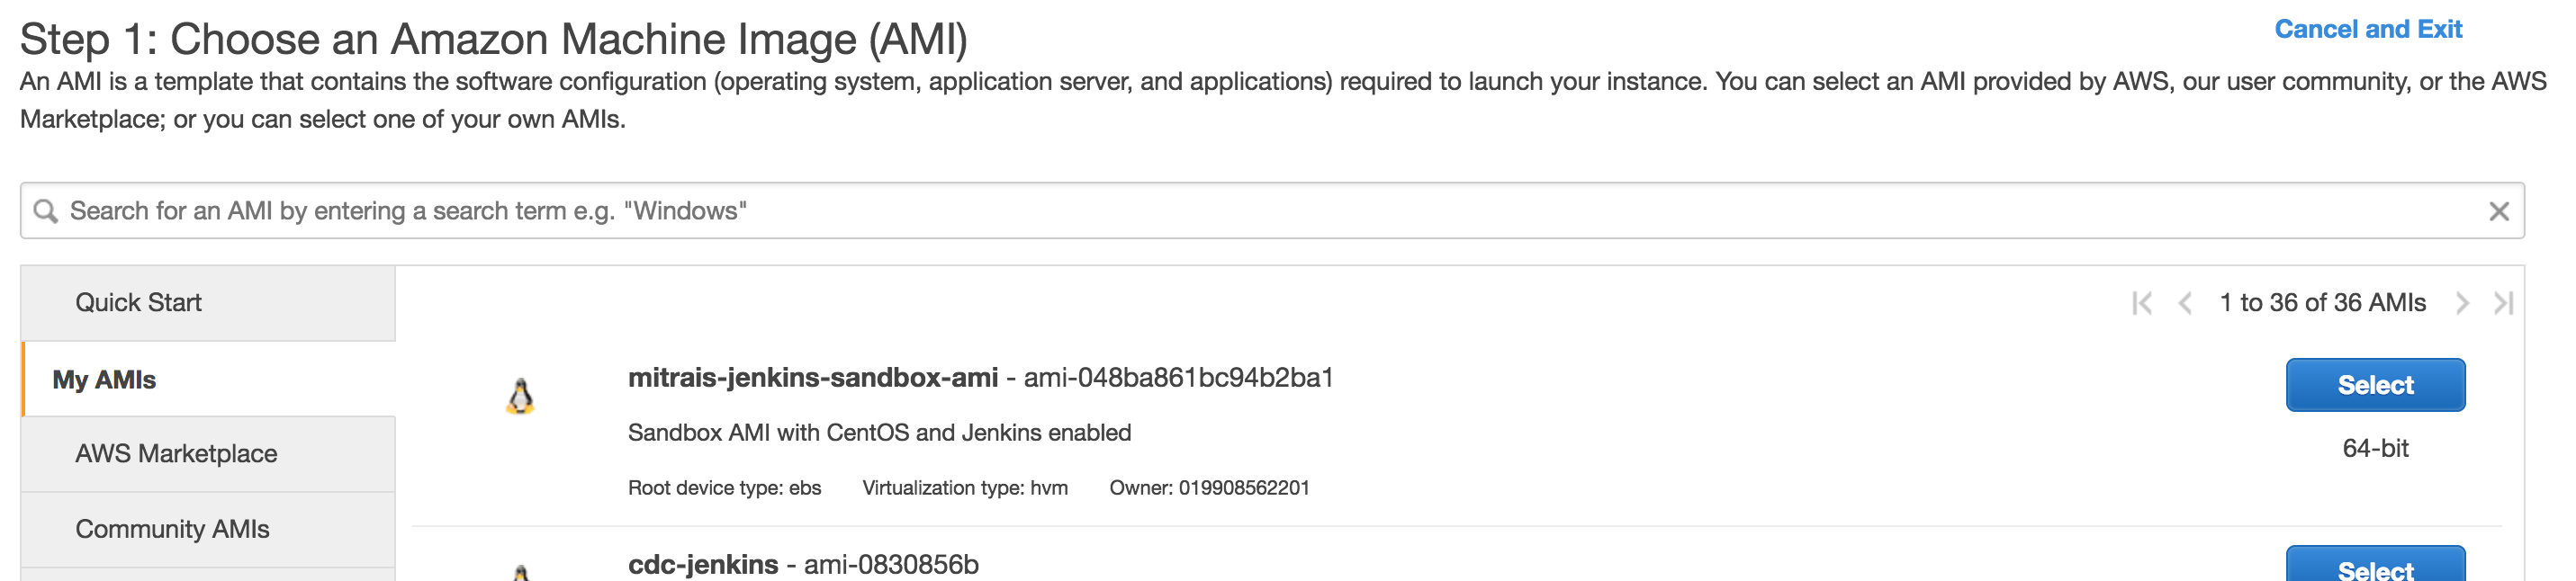 Step 1: Choose an Amazon Machine Image (AMI)
Cancel and Exit
An AMI is a template that contains the software configuration (operating system, application server, and applications) required to launch your instance. You can select an AMI provided by AWS, our user community, or the AWS
Marketplace; or you can select one of your own AMIs.
Search for an AMI by entering a search term e.g. "Windows"
Quick Start
1 to 36 of 36 AMIs
My AMIs
mitrais-jenkins-sandbox-ami - ami-048ba861bc94b2ba1
Select
Sandbox AMI with CentOS and Jenkins enabled
64-bit
AWS Marketplace
Root device type: ebs Virtualization type: hvm Owner: 019908562201
Community AMIs
cdc-jenkins - ami-0830856b
Select